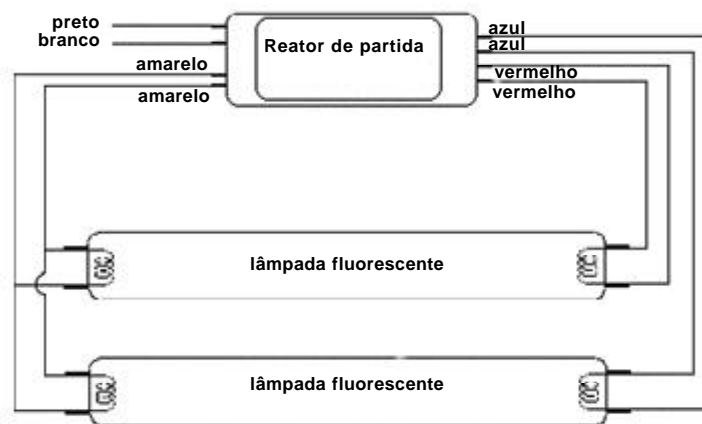 preto
branco
amarelo
amarelo
Reator de partida
azul
azul
vermelho
vermelho
lâmpada fluorescente
lâmpada fluorescente